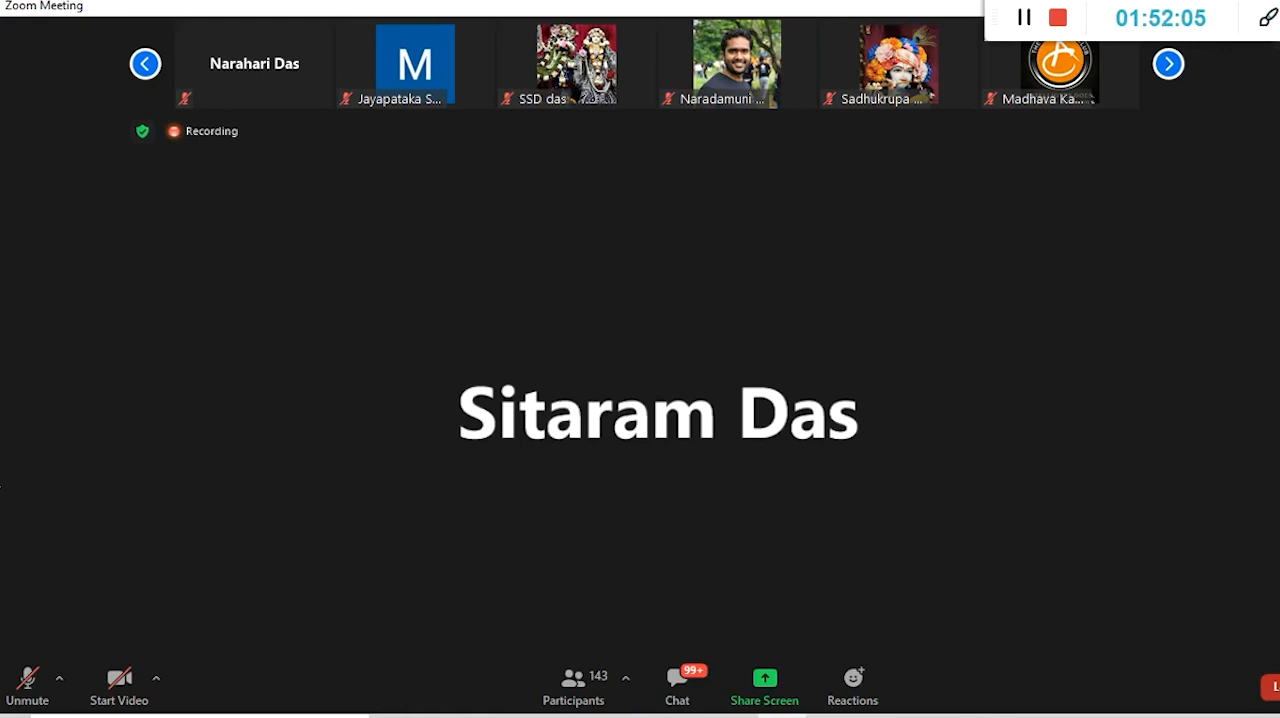 Zoom Meeting
01:52:05
Narahari Das
M
Jayapataka S...
SSD das
Naradamuni ...
Sadhukrupa ...
Madhava Ka...
Recording
Sitaram Das
Unmute
Start Video
143
Participants
99+
Chat
Share Screen
Reactions
L